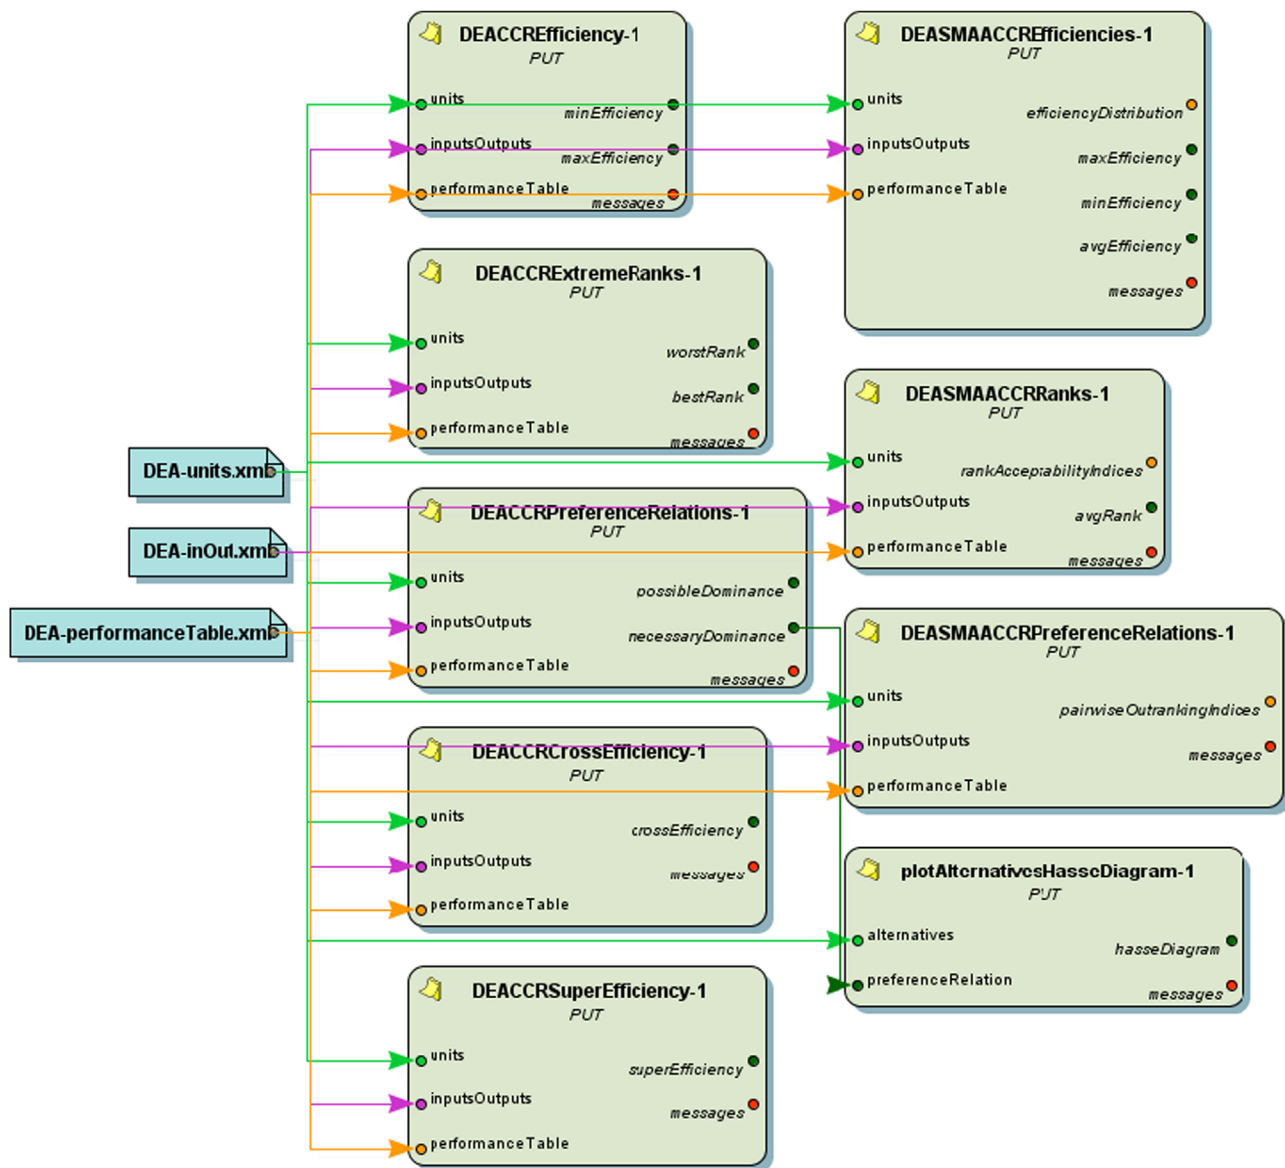 DEACCREfficiency-1
PUT
units
minEfficiency
inputsOutputs
maxEfficiency
performanceTable
messages
DEASMAACCREfficiencies-1
PUT
units
efficiencyDistribution
inputsOutputs
maxEfficiency
performanceTable
minEfficiency
avgEfficiency
messages
DEACCRExtremeRanks-1
PUT
units
worstRank
inputsOutputs
bestRank
performanceTable
messages
DEASMAACCRRanks-1
PUT
units
rankAcceptabilityIndices
inputsOutputs
avgRank
performanceTable
messages
DEA-units.xml
DEA-inOut.xml
DEA-performanceTable.xml
DEACCRPreferenceRelations-1
PUT
units
possibleDominance
inputsOutputs
necessaryDominance
performanceTable
messages
DEASMAACCRPreferenceRelations-1
PUT
units
pairwiseOutrankingIndices
inputsOutputs
messages
performanceTable
DEACCRCrossEfficiency-1
PUT
units
crossEfficiency
inputsOutputs
messages
performanceTable
plotAlternativesHasseDiagram-1
PUT
alternatives
hasseDiagram
preferenceRelation
messages
DEACCRSuperEfficiency-1
PUT
units
superEfficiency
inputsOutputs
messages
performanceTable